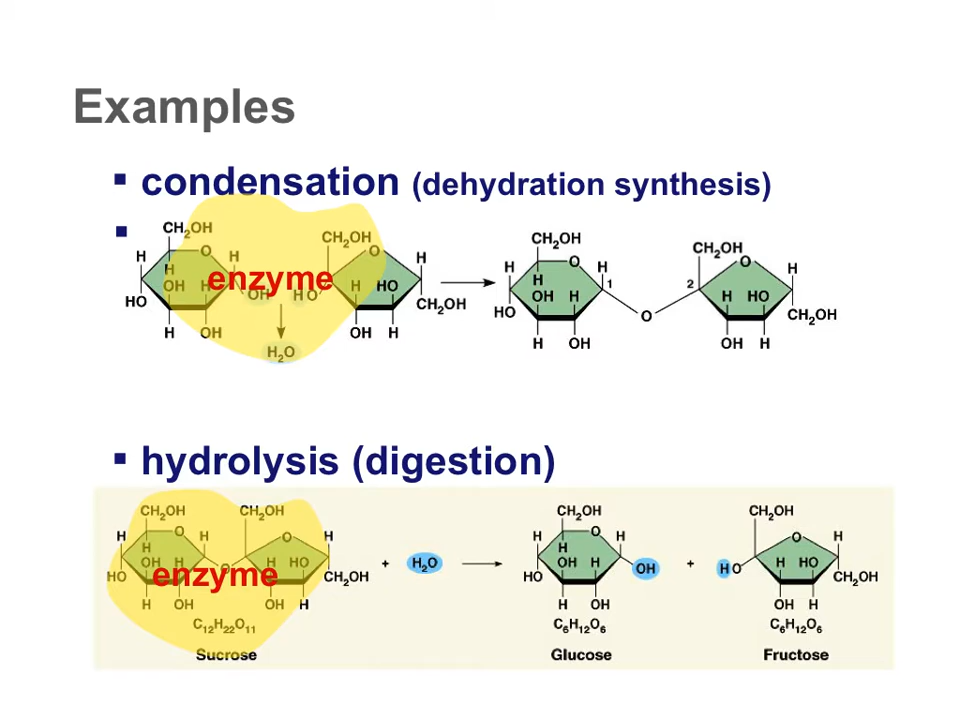 Examples
▪ condensation (dehydration synthesis)
▪
CH₂OH CH₂OH CH₂OH CH₂OH
O H O H H O H O H
H enzyme H
OH H OH HO H HO OH H 1 2 H HO
HO CH₂OH HO O CH₂OH
H OH OH H H OH OH H
H₂O
▪ hydrolysis (digestion)
CH₂OH CH₂OH CH₂OH CH₂OH
H O H O H H O H O H
H H
OH H O H HO + H₂O OH H OH + HO H HO
HO enzyme CH₂OH HO CH₂OH
H OH OH H H OH OH H
C₁₂H₂₂O₁₁ C₆H₁₂O₆ C₆H₁₂O₆
Sucrose Glucose Fructose